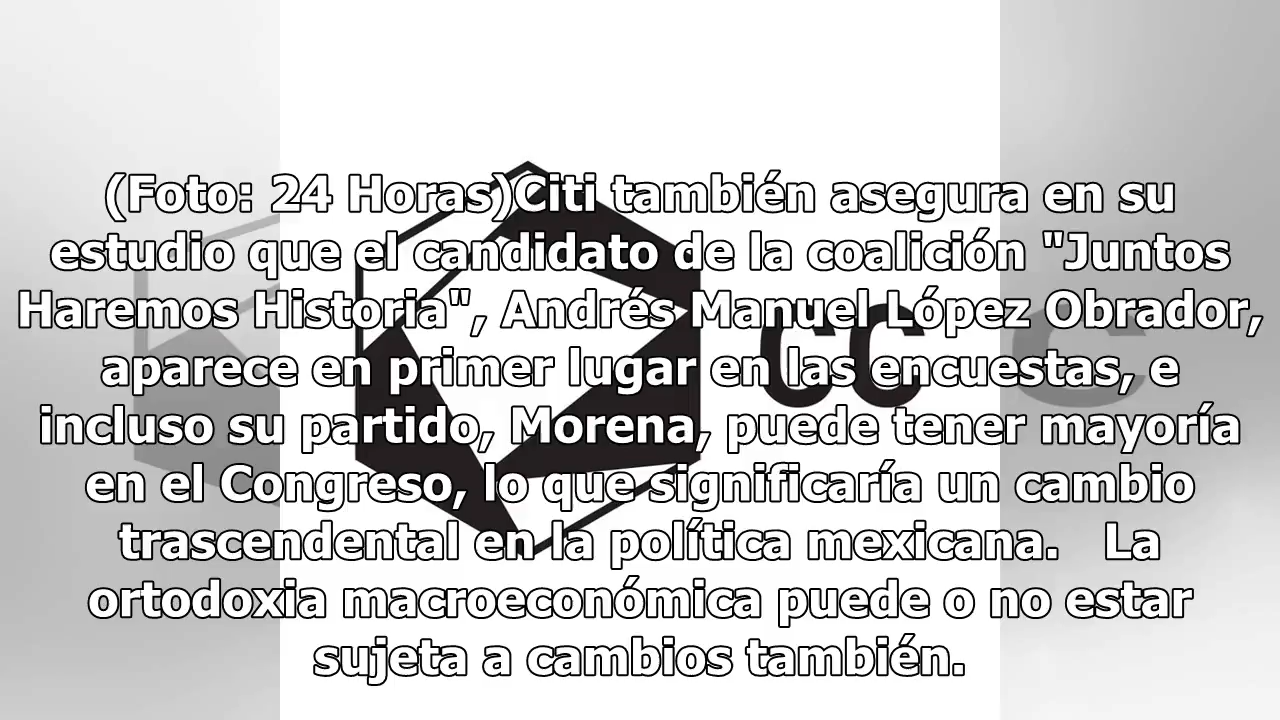 (Foto: 24 Horas)Citi también asegura en su
estudio que el candidato de la coalición "Juntos
Haremos Historia", Andrés Manuel López Obrador,
aparece en primer lugar en las encuestas, e
incluso su partido, Morena, puede tener mayoría
en el Congreso, lo que significaría un cambio
trascendental en la política mexicana.   La
ortodoxia macroeconómica puede o no estar
sujeta a cambios también.
CC
C